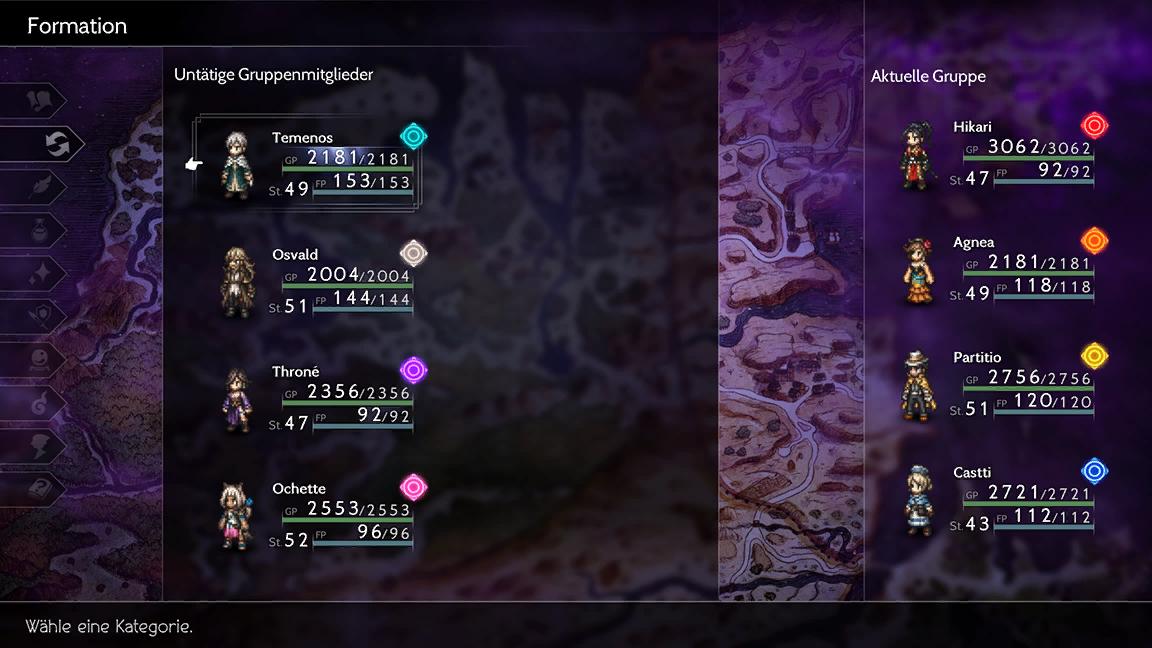 Formation
Untätige Gruppenmitglieder
Temenos
GP 2181/2181
St. 49 FP 153/153
Osvald
GP 2004/2004
St. 51 FP 144/144
Throné
GP 2356/2356
St. 47 FP 92/92
Ochette
GP 2553/2553
St. 52 FP 96/96
Aktuelle Gruppe
Hikari
GP 3062/3062
St. 47 FP 92/92
Agnea
GP 2181/2181
St. 49 FP 118/118
Partitio
GP 2756/2756
St. 51 FP 120/120
Castti
GP 2721/2721
St. 43 FP 112/112
Wähle eine Kategorie.